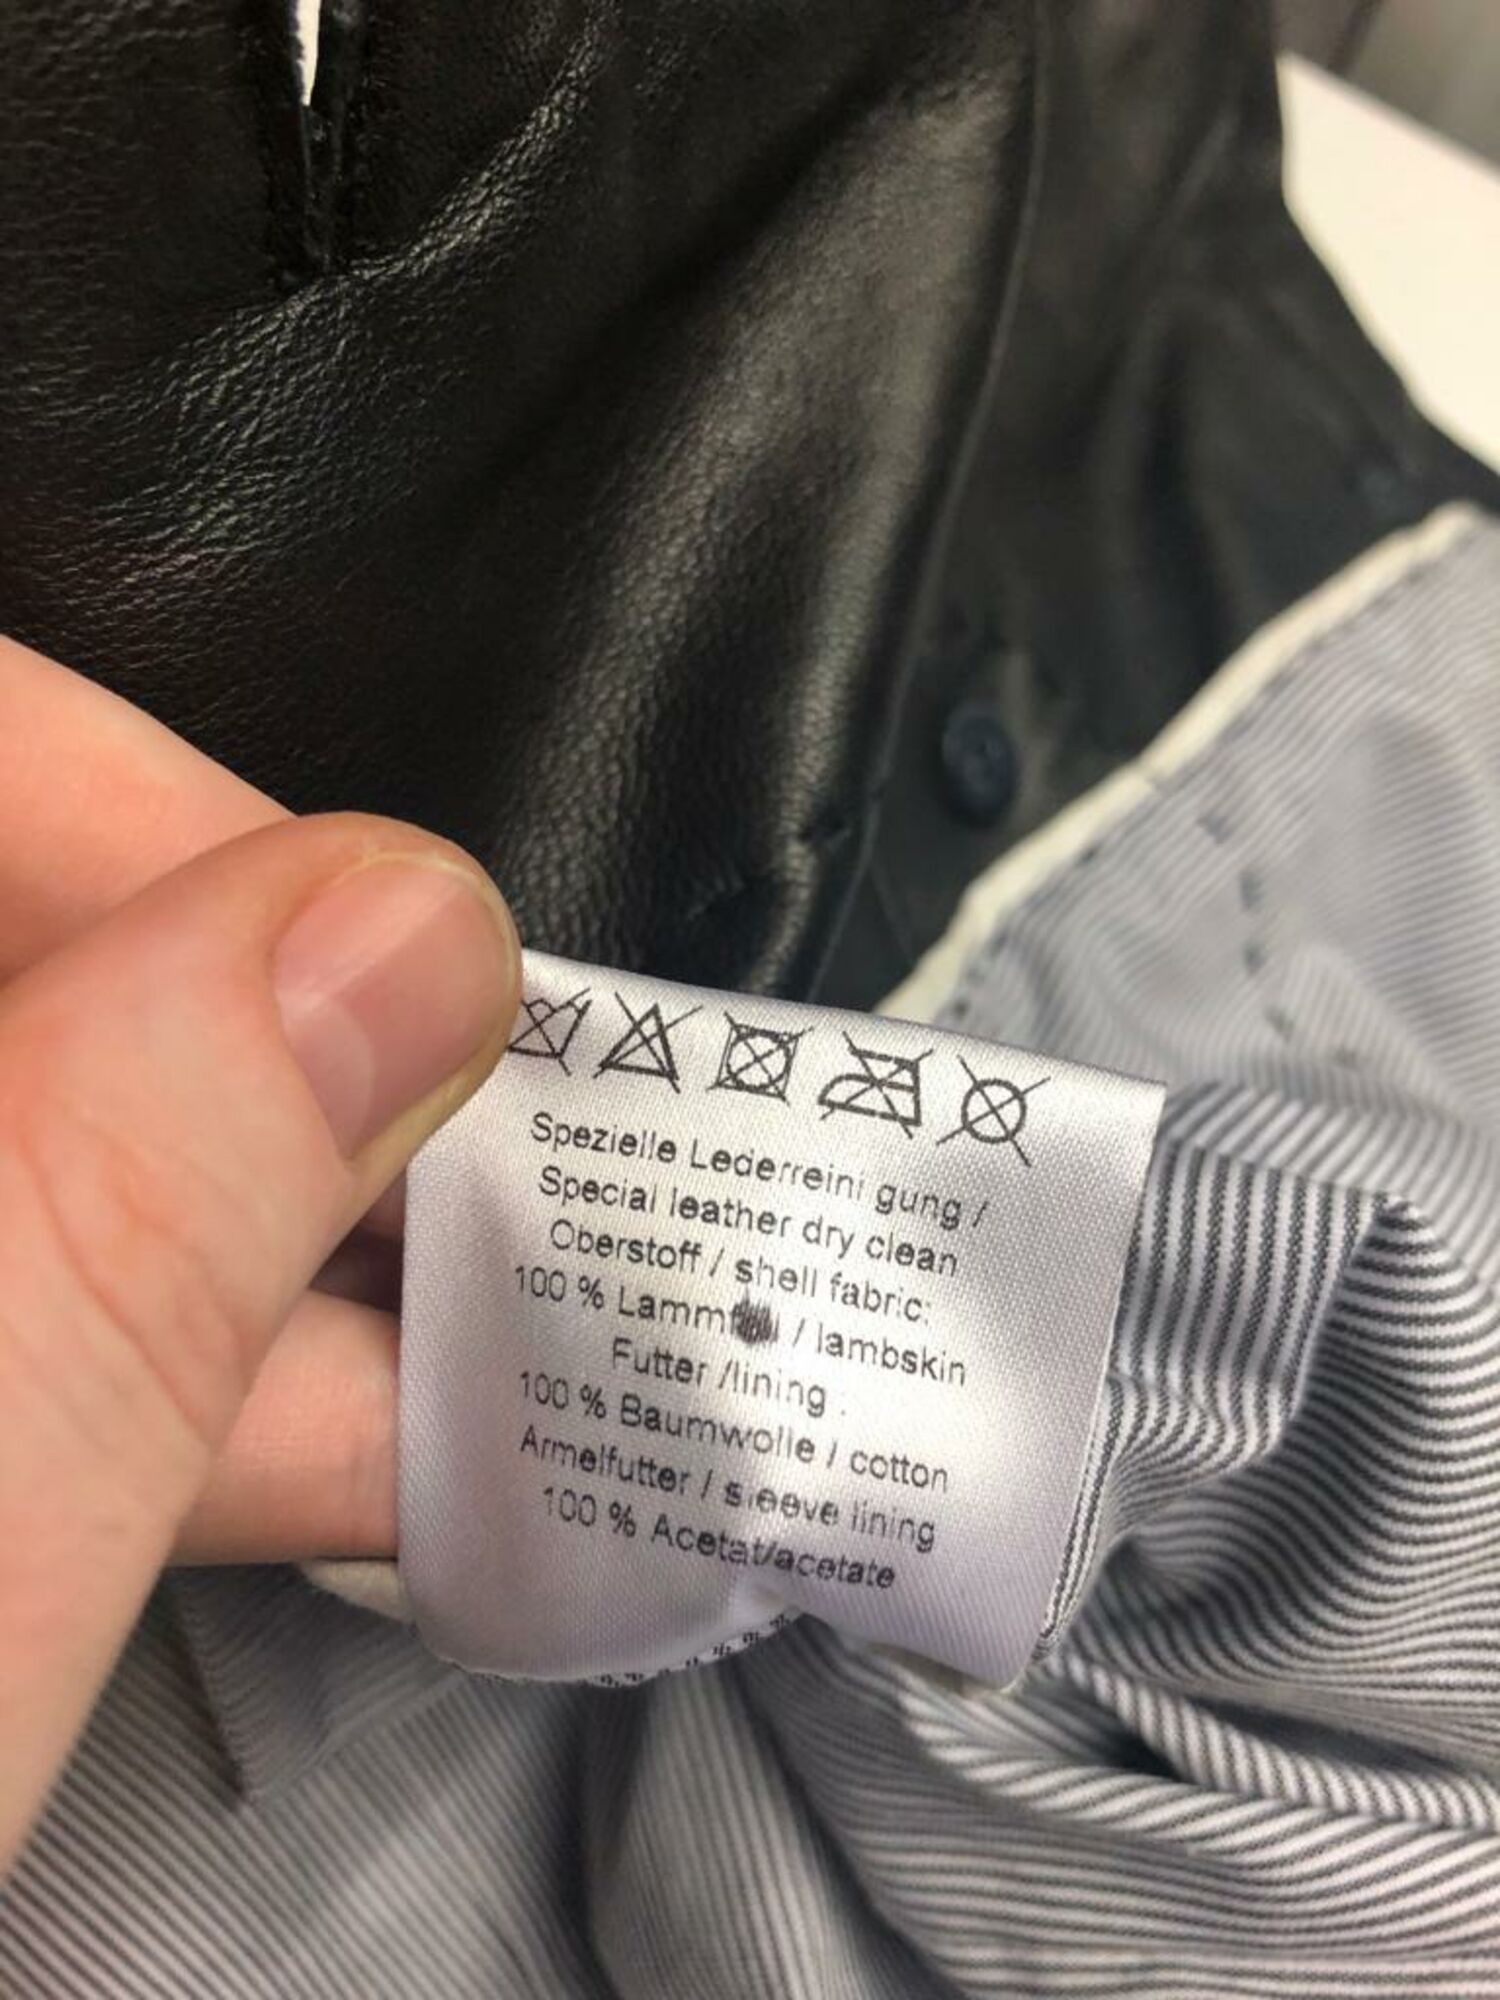 Spezielle Lederreini gung /
Special leather dry clean
Oberstoff / shell fabric:
100 % / lambskin
Futter /lining :
100 % Baumwolle / cotton
Armelfutter / sleeve lining
100 % Acetat/acetate